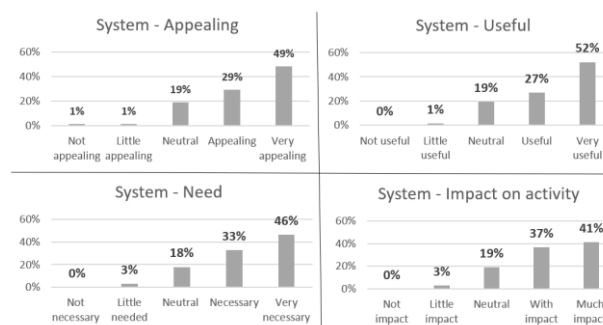 System - Appealing
60%
40%
20%
0%
1%
1%
19%
29%
49%
Not
appealing
Little
appealing
Neutral
Appealing
Very
appealing
System - Useful
60%
40%
20%
0%
0%
1%
19%
27%
52%
Not useful
Little
useful
Neutral
Useful
Very
useful
System - Need
60%
40%
20%
0%
0%
3%
18%
33%
46%
Not
necessary
Little
needed
Neutral
Necessary
Very
necessary
System - Impact on activity
60%
40%
20%
0%
0%
3%
19%
37%
41%
Not
impact
Little
impact
Neutral
With
impact
Much
impact